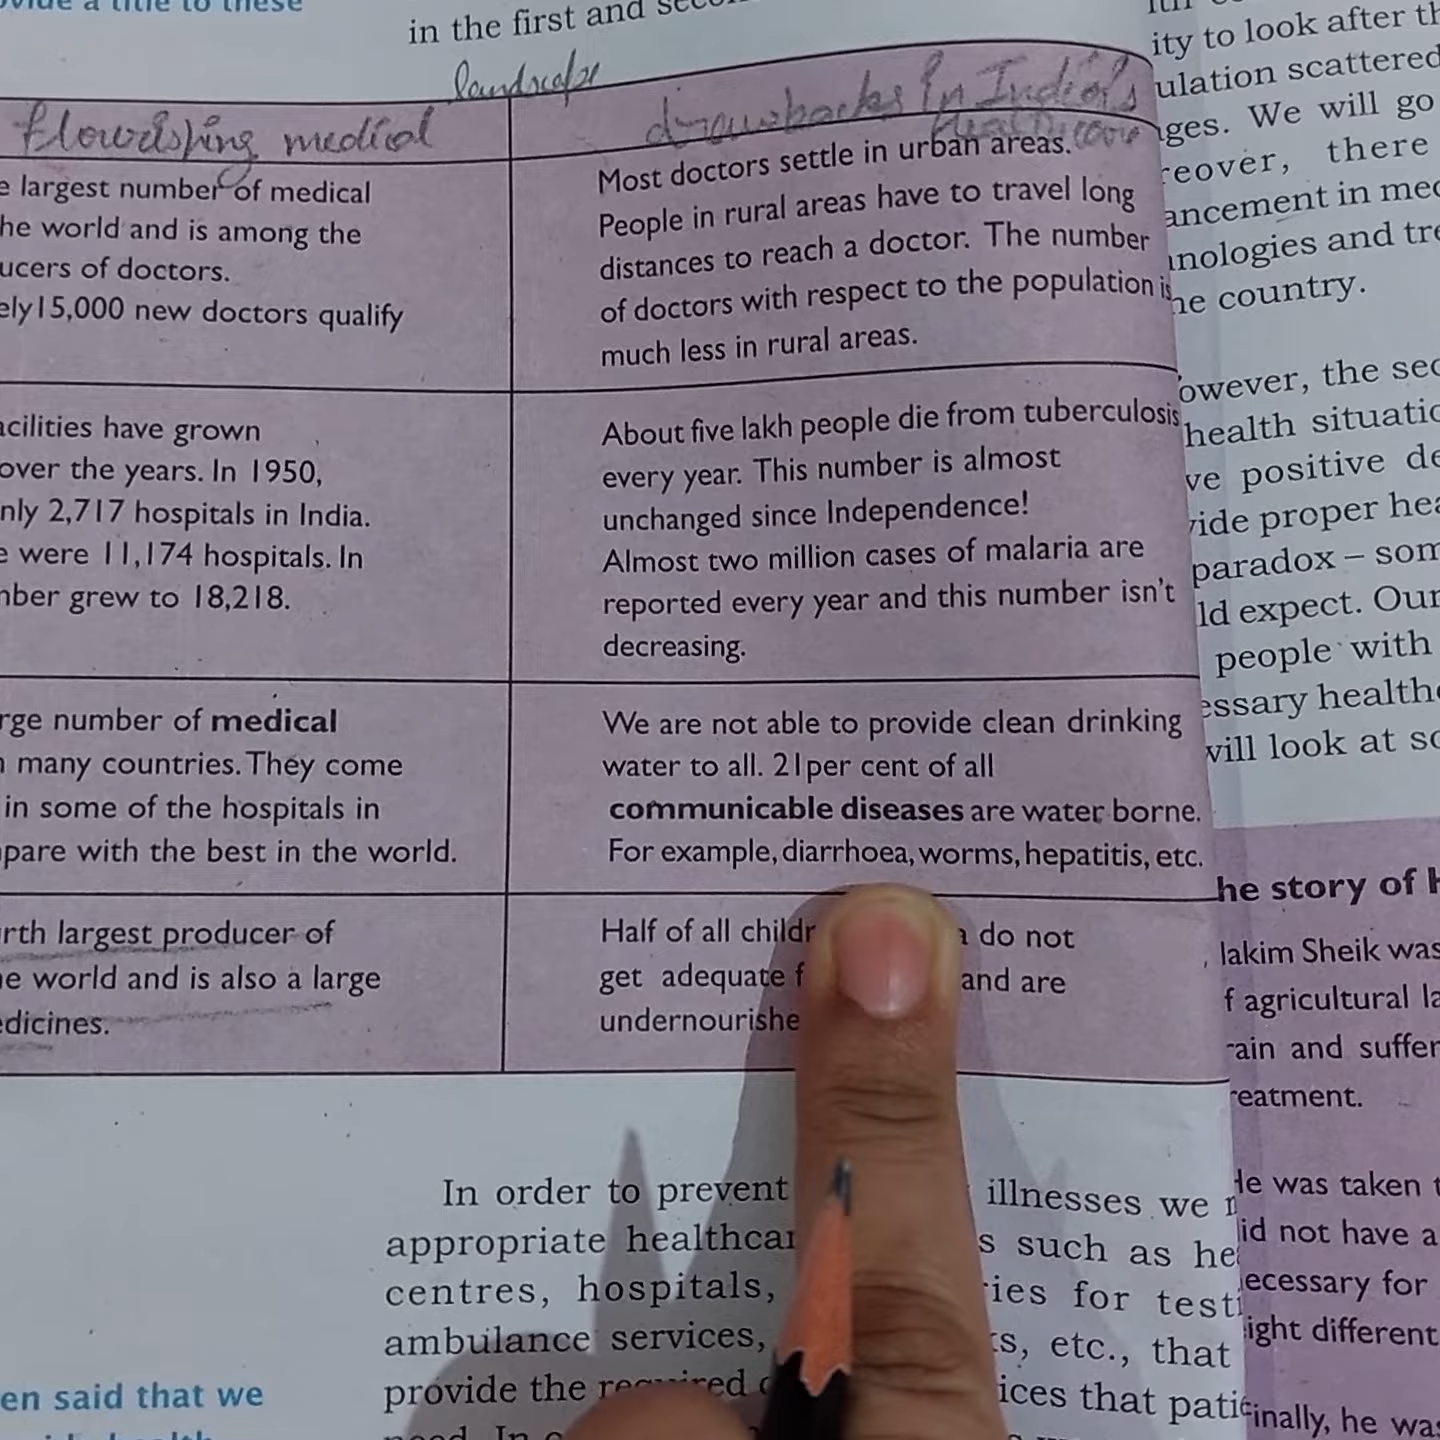 a title to these
in the first and
landscape
flourishing medical
drawbacks in India's
Healthcare
largest number of medical
he world and is among the
ucers of doctors.
ely15,000 new doctors qualify
Most doctors settle in urban areas.
People in rural areas have to travel long
distances to reach a doctor. The number
of doctors with respect to the population is
much less in rural areas.
acilities have grown
over the years. In 1950,
nly 2,717 hospitals in India.
e were 11,174 hospitals. In
nber grew to 18,218.
About five lakh people die from tuberculosis
every year. This number is almost
unchanged since Independence!
Almost two million cases of malaria are
reported every year and this number isn't
decreasing.
rge number of medical
many countries. They come
in some of the hospitals in
pare with the best in the world.
We are not able to provide clean drinking
water to all. 21per cent of all
communicable diseases are water borne.
For example, diarrhoea, worms, hepatitis, etc.
rth largest producer of
e world and is also a large
edicines.
Half of all childr do not
get adequate f and are
undernourishe
In order to prevent illnesses we
appropriate healthcar s such as he
centres, hospitals, ries for testi
ambulance services, s, etc., that
provide the required ices that pati
en said that we
ity to look after th
ulation scattered
ges. We will go
reover, there
ancement in med
nologies and tre
he country.
owever, the sec
health situatio
ve positive de
vide proper hea
paradox – som
ld expect. Our
people with
essary healthc
will look at so
he story of H
lakim Sheik was
f agricultural la
rain and suffer
reatment.
He was taken t
id not have a
ecessary for
ight different
inally, he was